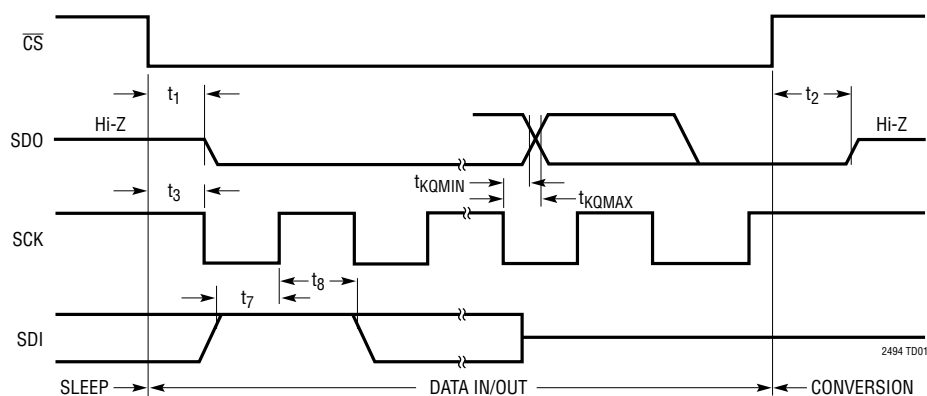 C̅S̅
t1
t2
Hi-Z
Hi-Z
SDO
tKQMIN
t3
tKQMAX
SCK
t8
t7
SDI
2494 TD01
SLEEP
DATA IN/OUT
CONVERSION